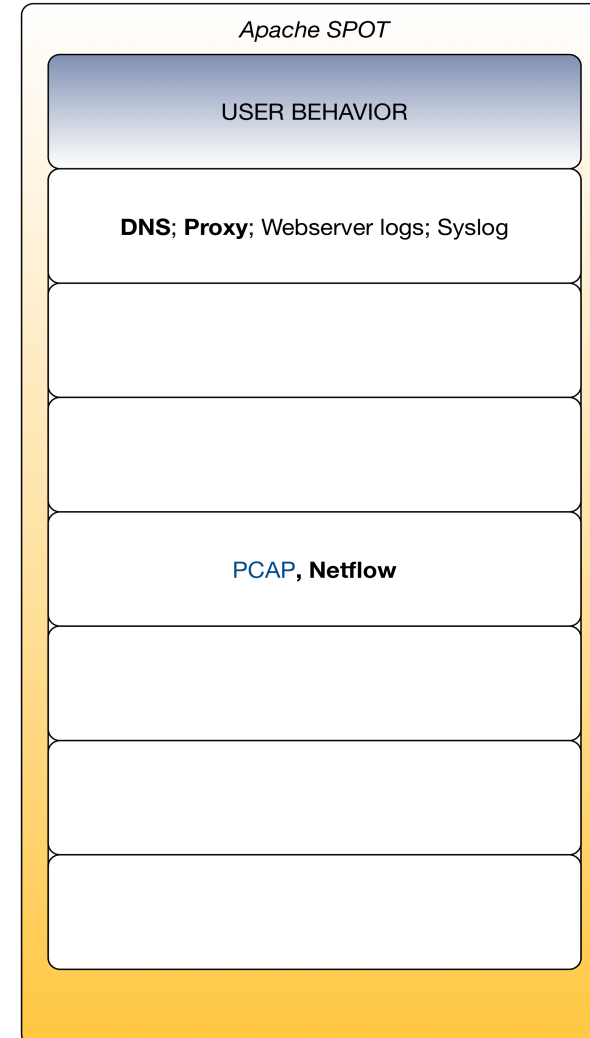 Apache SPOT
USER BEHAVIOR
DNS; Proxy; Webserver logs; Syslog
PCAP, Netflow